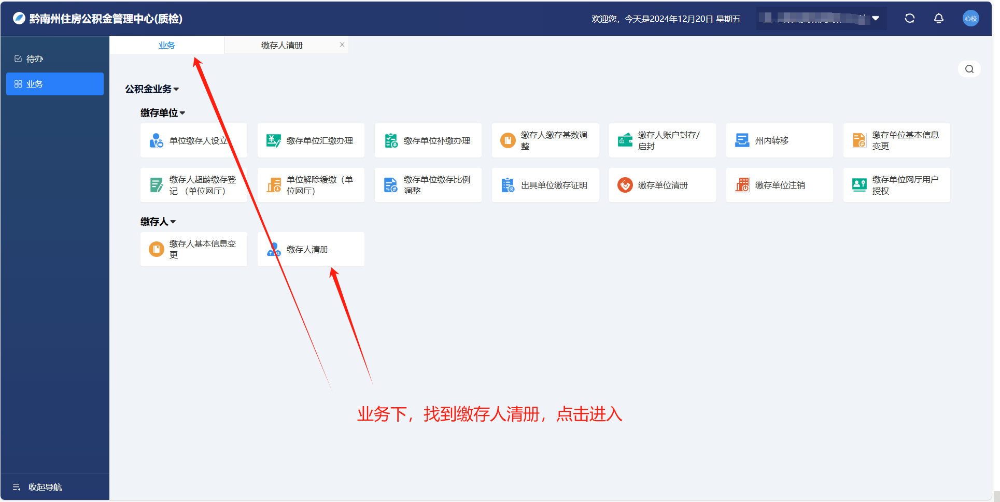 黔南州住房公积金管理中心(质检)
欢迎您，今天是2024年12月20日 星期五
心校
待办
业务
收起导航
业务
缴存人清册
公积金业务
缴存单位
单位缴存人设立
缴存单位汇缴办理
缴存单位补缴办理
缴存人缴存基数调
整
缴存人账户封存/
启封
州内转移
缴存单位基本信息
变更
缴存人超龄缴存登
记 （单位网厅）
单位解除缓缴（单
位网厅）
缴存单位缴存比例
调整
出具单位缴存证明
缴存单位清册
缴存单位注销
缴存单位网厅用户
授权
缴存人
缴存人基本信息变
更
缴存人清册
业务下，找到缴存人清册，点击进入